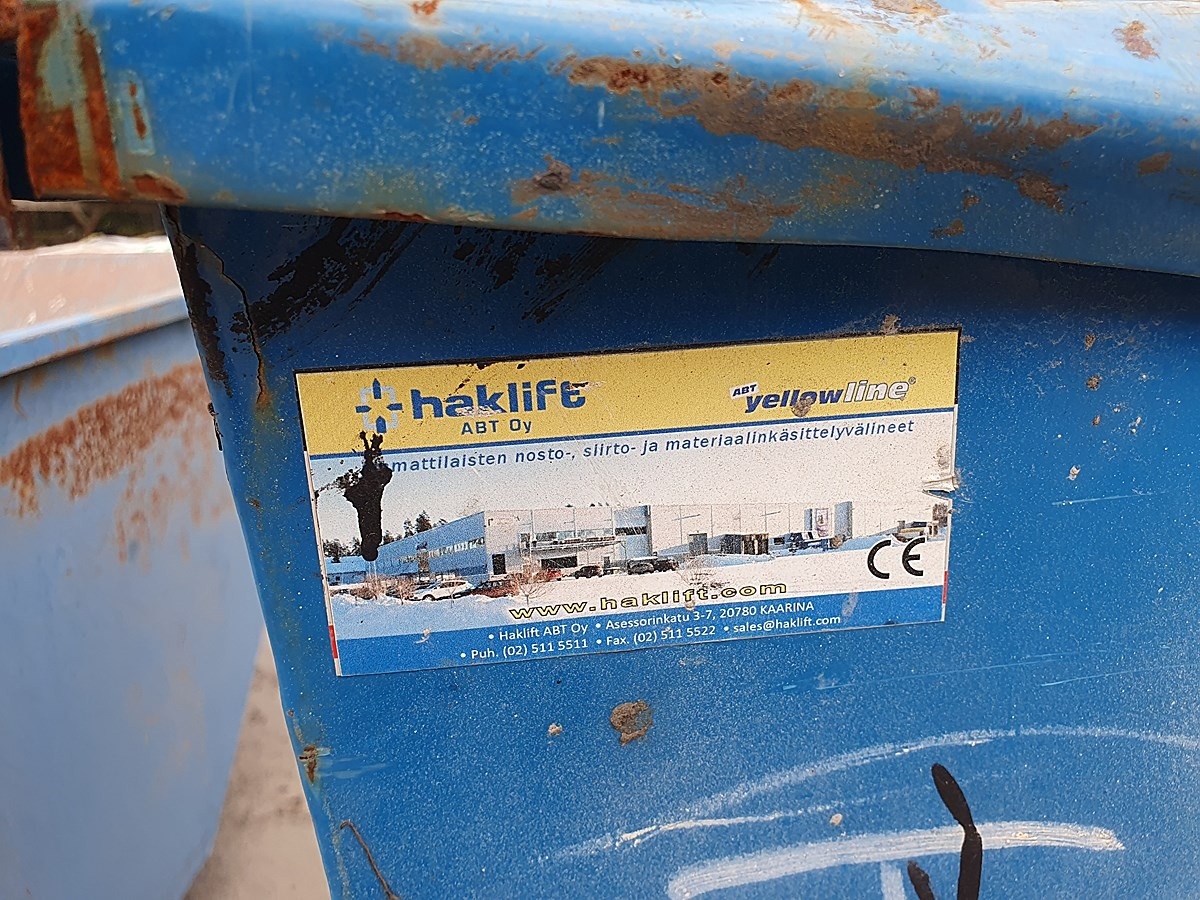 haklift
ABT Oy
ABT
yellowline®
nosto-, siirto- ja materiaalinkäsittelyvälineet
CE
www.haklift.com
• Haklift ABT Oy • Asessorinkatu 3-7, 20780 KAARINA
• Puh. (02) 511 5511 • Fax. (02) 511 5522 • sales@haklift.com